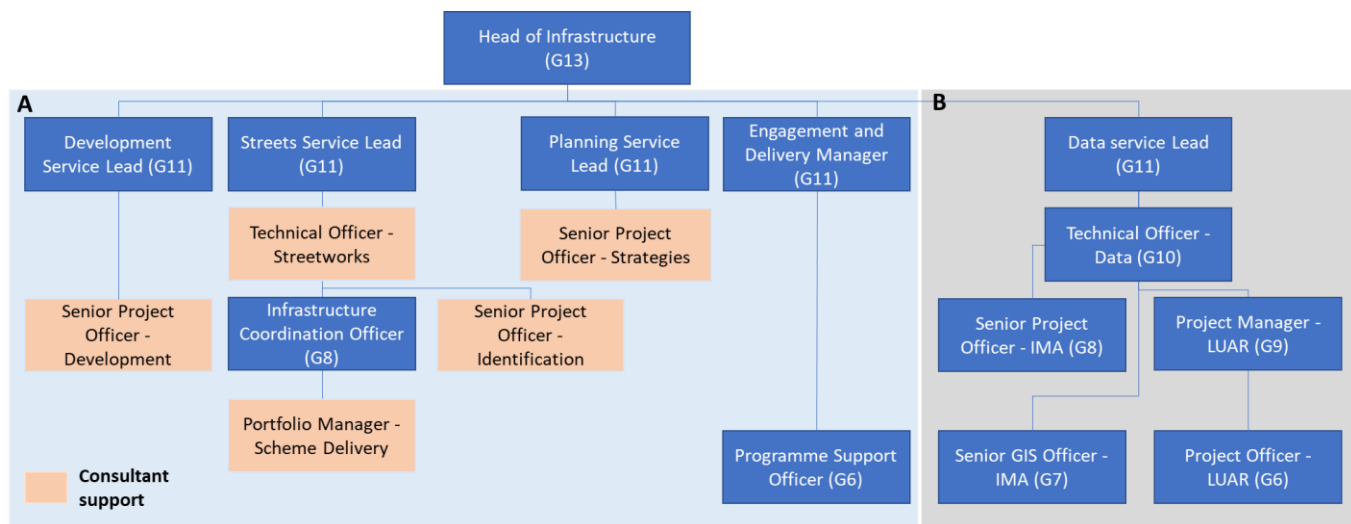 Head of Infrastructure
(G13)
A
B
Development
Service Lead (G11)
Streets Service Lead
(G11)
Planning Service
Lead (G11)
Engagement and
Delivery Manager
(G11)
Data service Lead
(G11)
Technical Officer -
Streetworks
Senior Project
Officer - Strategies
Technical Officer -
Data (G10)
Senior Project
Officer -
Development
Infrastructure
Coordination Officer
(G8)
Senior Project
Officer -
Identification
Senior Project
Officer - IMA (G8)
Project Manager -
LUAR (G9)
Portfolio Manager -
Scheme Delivery
Programme Support
Officer (G6)
Senior GIS Officer -
IMA (G7)
Project Officer -
LUAR (G6)
Consultant
support